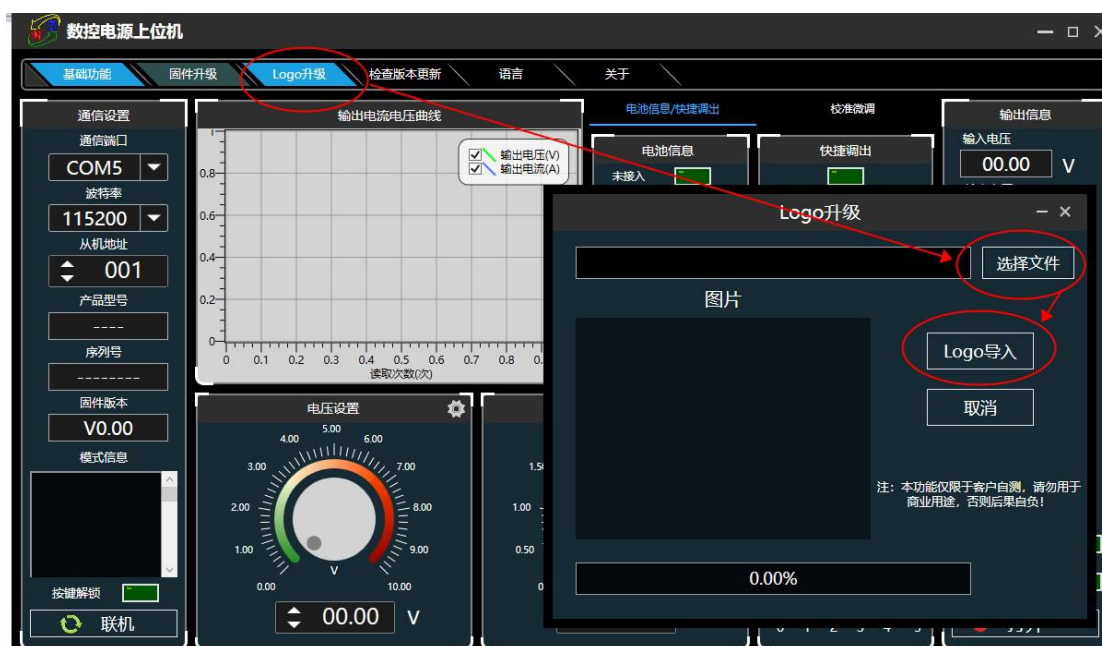 数控电源上位机
基础功能 固件升级 Logo升级 检查版本更新 语言 关于
通信设置
通信端口
COM5
波特率
115200
从机地址
001
产品型号
----
序列号
--------
固件版本
V0.00
模式信息
按键解锁
联机
输出电流电压曲线
输出电压(V)
输出电流(A)
1
0.8
0.6
0.4
0.2
0
0 0.1 0.2 0.3 0.4 0.5 0.6 0.7 0.8
读取次数(次)
电压设置
5.00
4.00 6.00
3.00 7.00
2.00 8.00
1.00 9.00
0.00 10.00
V
00.00 V
1.00
0.50
电池信息/快捷调出 校准微调
电池信息
未接入
快捷调出
输出信息
输入电压
00.00 V
Logo升级
选择文件
图片
Logo导入
取消
注：本功能仅限于客户自测，请勿用于
商业用途，否则后果自负！
0.00%